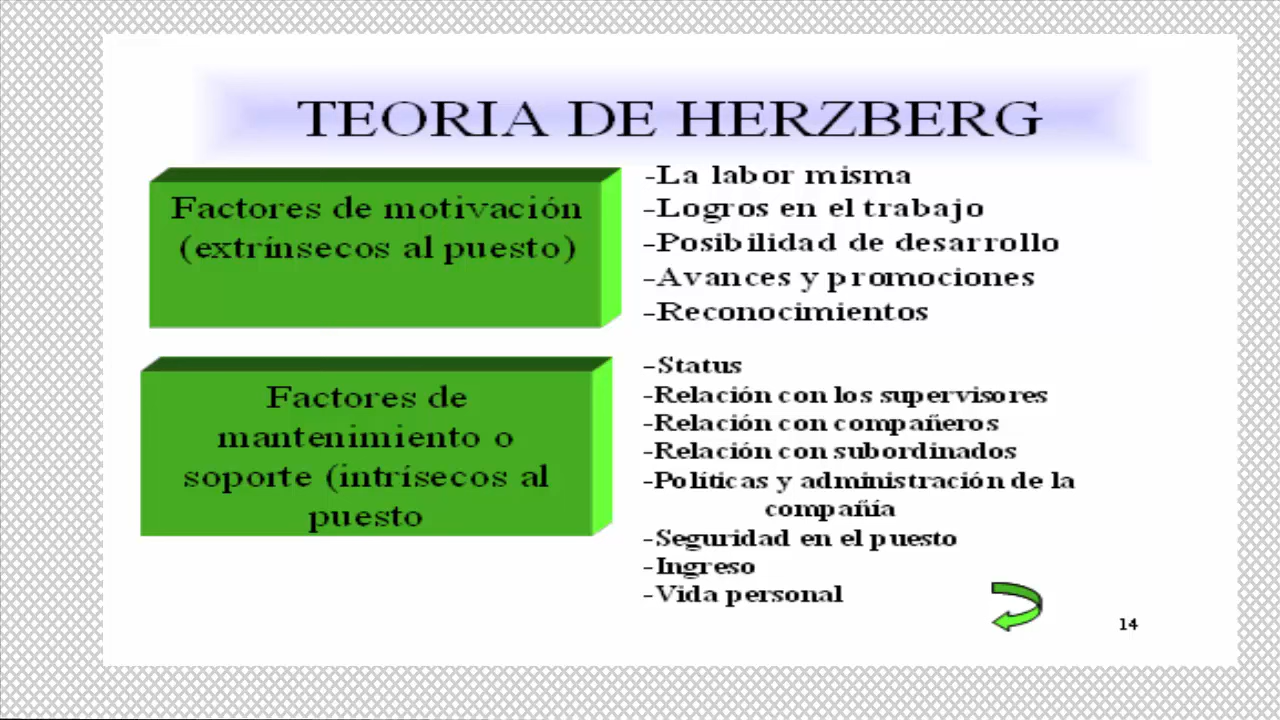 TEORIA DE HERZBERG
Factores de motivación
(extrínsecos al puesto)
-La labor misma
-Logros en el trabajo
-Posibilidad de desarrollo
-Avances y promociones
-Reconocimientos
Factores de
mantenimiento o
soporte (intrísecos al
puesto
-Status
-Relación con los supervisores
-Relación con compañeros
-Relación con subordinados
-Políticas y administración de la
compañía
-Seguridad en el puesto
-Ingreso
-Vida personal
14